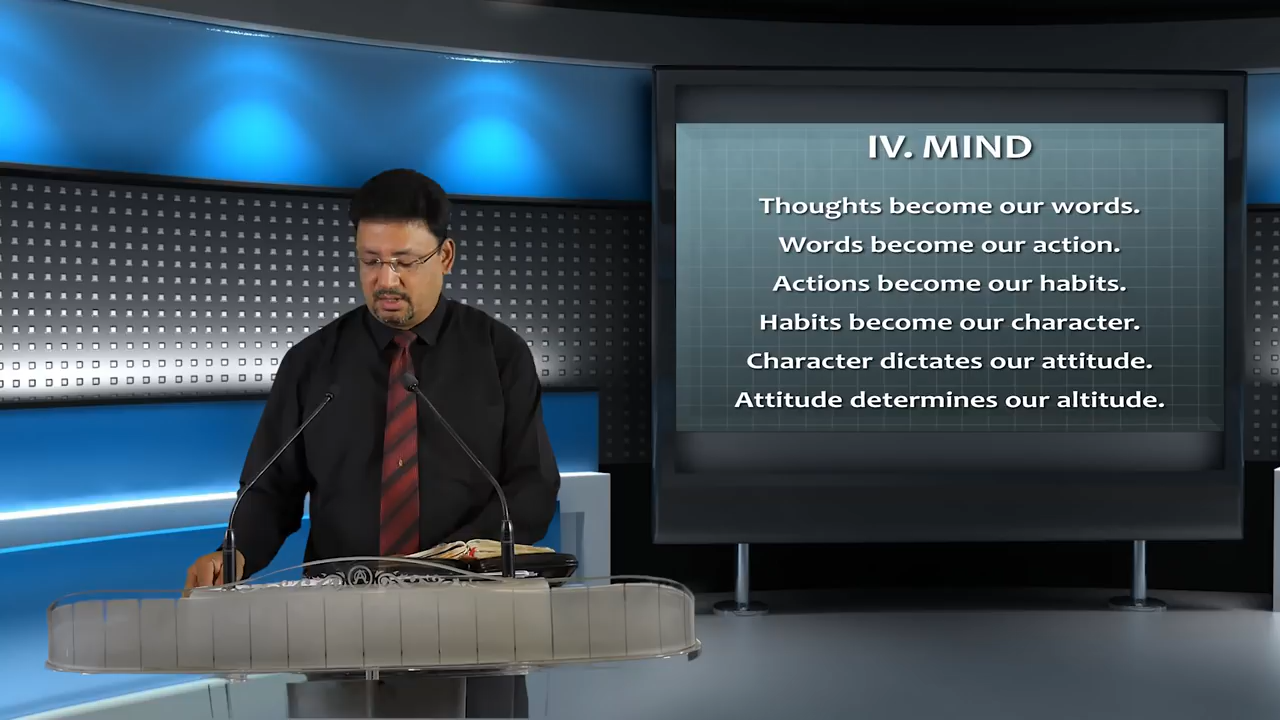 IV. MIND
Thoughts become our words.
Words become our action.
Actions become our habits.
Habits become our character.
Character dictates our attitude.
Attitude determines our altitude.